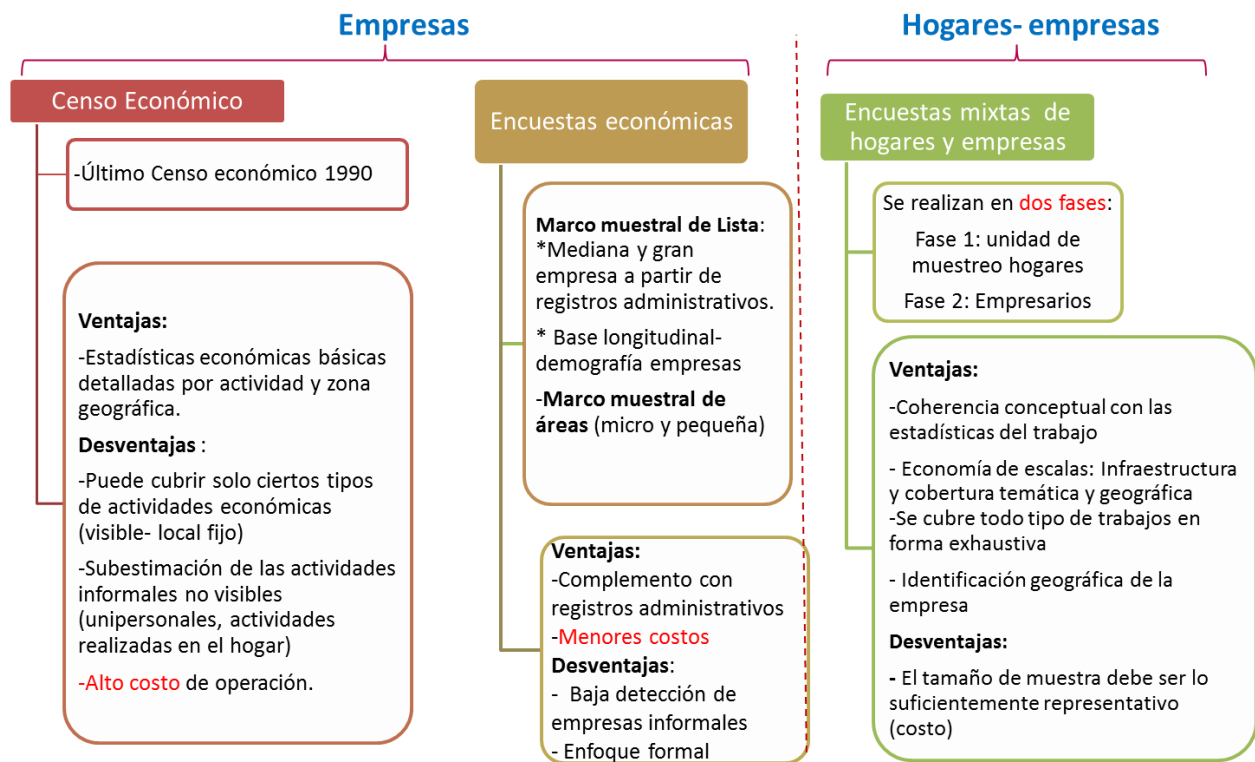 Empresas
Hogares- empresas
Censo Económico
-Último Censo económico 1990
Ventajas:
-Estadísticas económicas básicas
detalladas por actividad y zona
geográfica.
Desventajas :
-Puede cubrir solo ciertos tipos
de actividades económicas
(visible- local fijo)
-Subestimación de las actividades
informales no visibles
(unipersonales, actividades
realizadas en el hogar)
-Alto costo de operación.
Encuestas económicas
Marco muestral de Lista:
*Mediana y gran
empresa a partir de
registros administrativos.
* Base longitudinal-
demografía empresas
-Marco muestral de
áreas (micro y pequeña)
Ventajas:
-Complemento con
registros administrativos
-Menores costos
Desventajas:
- Baja detección de
empresas informales
- Enfoque formal
Encuestas mixtas de
hogares y empresas
Se realizan en dos fases:
Fase 1: unidad de
muestreo hogares
Fase 2: Empresarios
Ventajas:
-Coherencia conceptual con las
estadísticas del trabajo
- Economía de escalas: Infraestructura
y cobertura temática y geográfica
-Se cubre todo tipo de trabajos en
forma exhaustiva
- Identificación geográfica de la
empresa
Desventajas:
- El tamaño de muestra debe ser lo
suficientemente representativo
(costo)